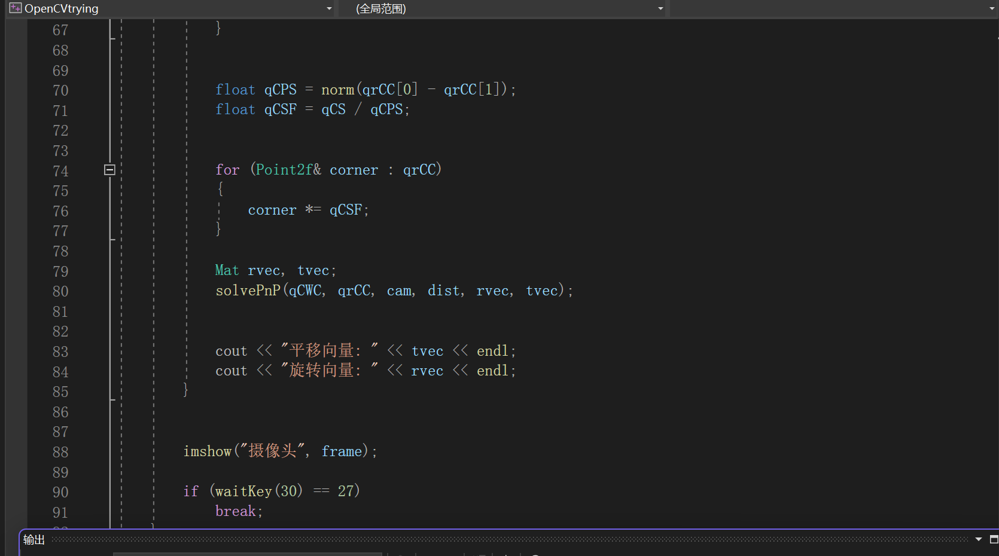 OpenCVtrying (全局范围)
67 }
68
69
70 float qCPS = norm(qrCC[0] - qrCC[1]);
71 float qCSF = qCS / qCPS;
72
73
74 for (Point2f& corner : qrCC)
75 {
76 corner *= qCSF;
77 }
78
79 Mat rvec, tvec;
80 solvePnP(qCWC, qrCC, cam, dist, rvec, tvec);
81
82
83 cout << "平移向量: " << tvec << endl;
84 cout << "旋转向量: " << rvec << endl;
85 }
86
87
88 imshow("摄像头", frame);
89
90 if (waitKey(30) == 27)
91 break;
输出